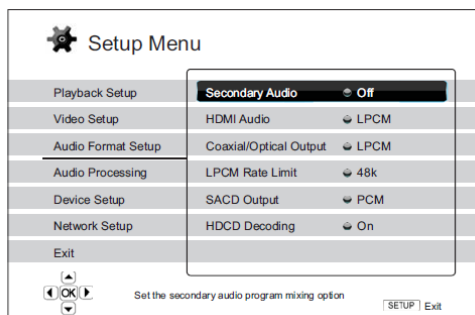 Setup Menu
Playback Setup
Video Setup
Audio Format Setup
Audio Processing
Device Setup
Network Setup
Exit
Secondary Audio Off
HDMI Audio LPCM
Coaxial/Optical Output LPCM
LPCM Rate Limit 48k
SACD Output PCM
HDCD Decoding On
OK
Set the secondary audio program mixing option
SETUP Exit